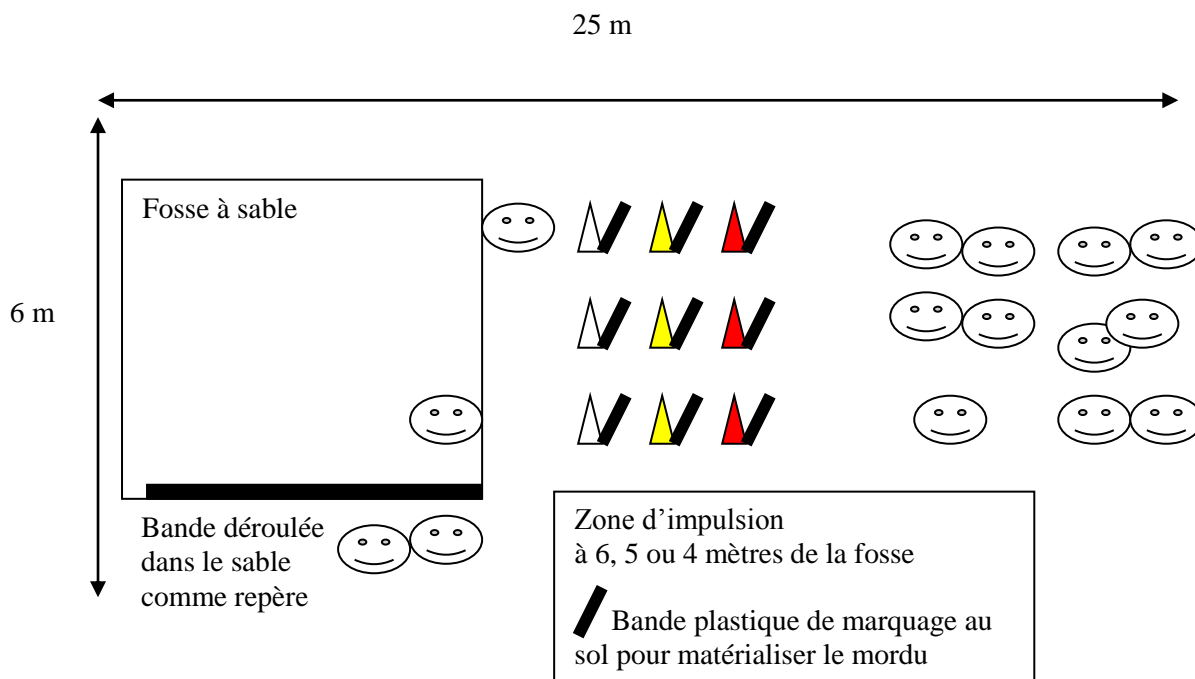 25 m
Fosse à sable
6 m
Bande déroulée
dans le sable
comme repère
Zone d’impulsion
à 6, 5 ou 4 mètres de la fosse
Bande plastique de marquage au
sol pour matérialiser le mordu